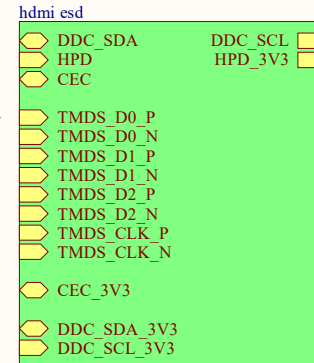 hdmi esd
DDC_SDA DDC_SCL
HPD HPD_3V3
CEC
TMDS_D0_P
TMDS_D0_N
TMDS_D1_P
TMDS_D1_N
TMDS_D2_P
TMDS_D2_N
TMDS_CLK_P
TMDS_CLK_N
CEC_3V3
DDC_SDA_3V3
DDC_SCL_3V3